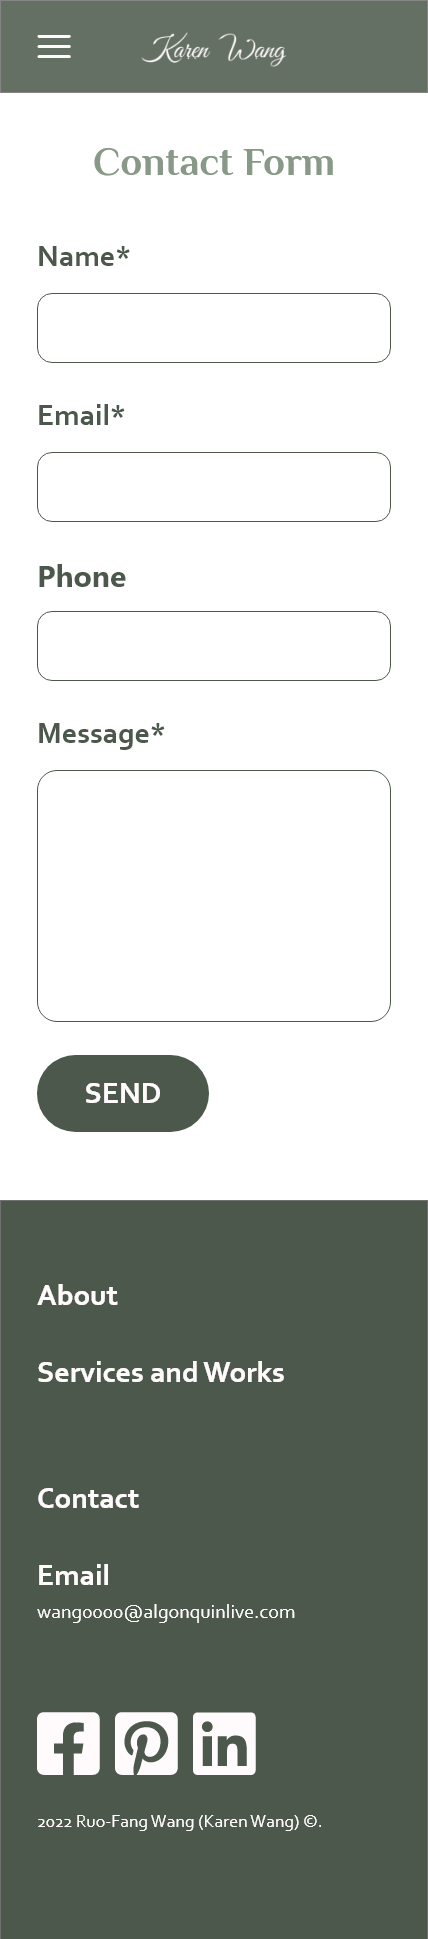 Karen Wang
Contact Form
Name*
Email*
Phone
Message*
SEND
About
Services and Works
Contact
Email
wangoooo@algonquinlive.com
2022 Ruo-Fang Wang (Karen Wang) ©.